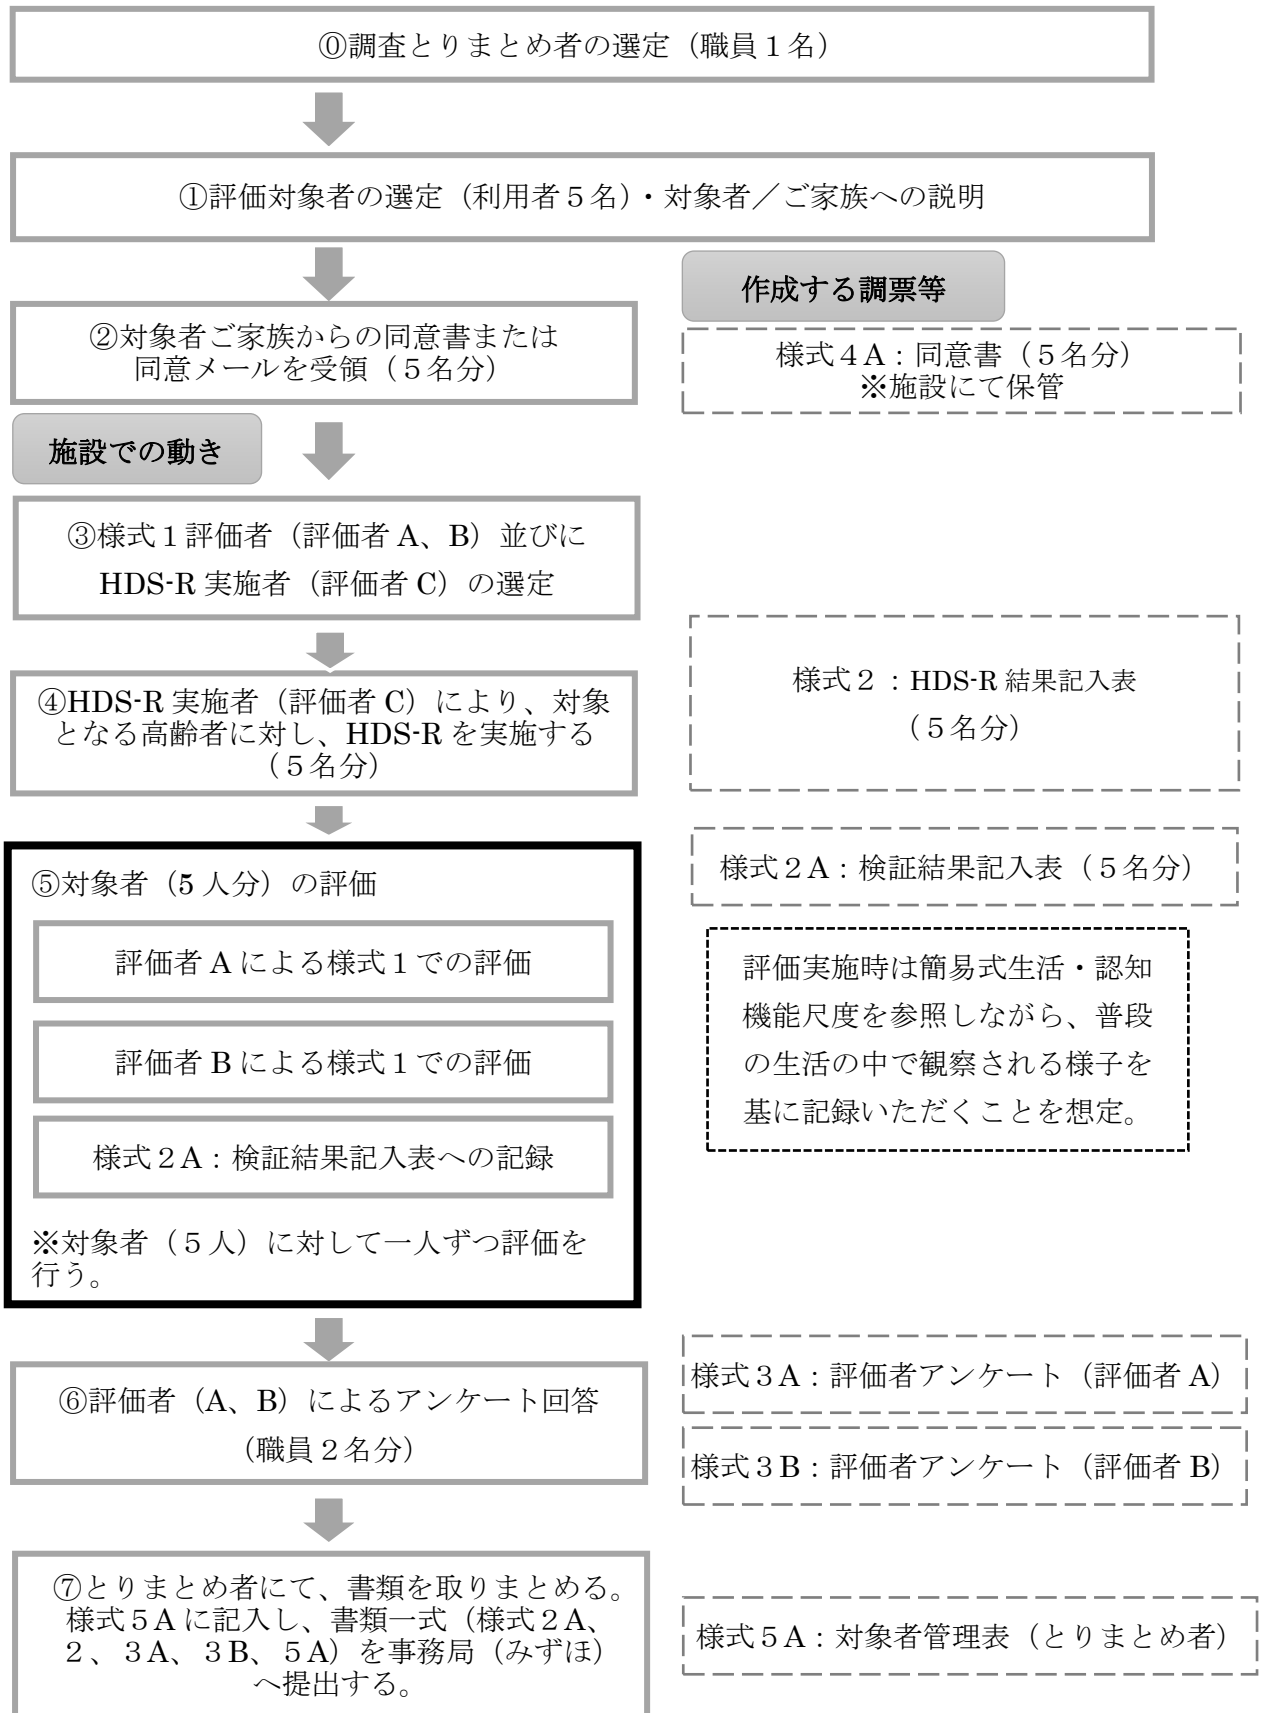 ⓪調査とりまとめ者の選定（職員１名）
①評価対象者の選定（利用者５名）・対象者／ご家族への説明
作成する調票等
②対象者ご家族からの同意書または
同意メールを受領（５名分）
様式４A：同意書（５名分）
※施設にて保管
施設での動き
③様式１評価者（評価者 A、B）並びに
HDS-R 実施者（評価者 C）の選定
④HDS-R 実施者（評価者 C）により、対象
となる高齢者に対し、HDS-R を実施する
（５名分）
様式２：HDS-R 結果記入表
（５名分）
様式２A：検証結果記入表（５名分）
⑤対象者（5 人分）の評価
評価者 A による様式１での評価
評価者 B による様式１での評価
様式２A：検証結果記入表への記録
※対象者（５人）に対して一人ずつ評価を
行う。
評価実施時は簡易式生活・認知
機能尺度を参照しながら、普段
の生活の中で観察される様子を
基に記録いただくことを想定。
⑥評価者（A、B）によるアンケート回答
（職員２名分）
様式３A：評価者アンケート（評価者 A）
様式３B：評価者アンケート（評価者 B）
⑦とりまとめ者にて、書類を取りまとめる。
様式５A に記入し、書類一式（様式２A、
２、３A、３B、５A）を事務局（みずほ）
へ提出する。
様式５A：対象者管理表（とりまとめ者）